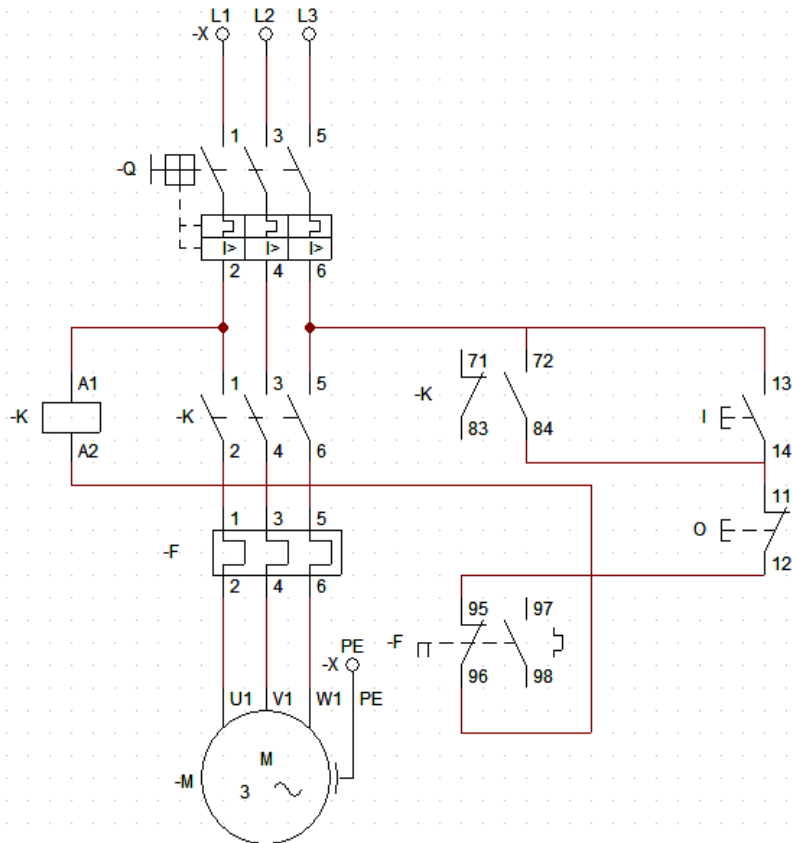 L1 L2 L3
-X
1 3 5
-Q
I> I> I>
2 4 6
A1 1 3 5 71 72 13
-K -K -K I
A2 2 4 6 83 84 14
1 3 5 11
-F O
2 4 6 12
95 97
-F
96 98
-X PE
U1 V1 W1 PE
M
-M
3